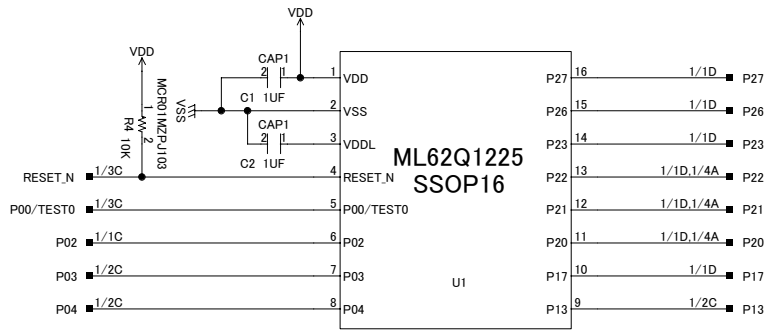 VDD
VDD
CAP1
2 1
C1 1UF
MCR01MZPJ103
1
2
R4 10K
VSS
CAP1
2 1
C2 1UF
1 VDD
2 VSS
3 VDDL
RESET_N 1/3C 4 RESET_N
P00/TEST0 1/3C 5 P00/TEST0
P02 1/1C 6 P02
P03 1/2C 7 P03
P04 1/2C 8 P04
ML62Q1225
SSOP16
U1
P27 16 1/1D P27
P26 15 1/1D P26
P23 14 1/1D P23
P22 13 1/1D,1/4A P22
P21 12 1/1D,1/4A P21
P20 11 1/1D,1/4A P20
P17 10 1/1D P17
P13 9 1/2C P13